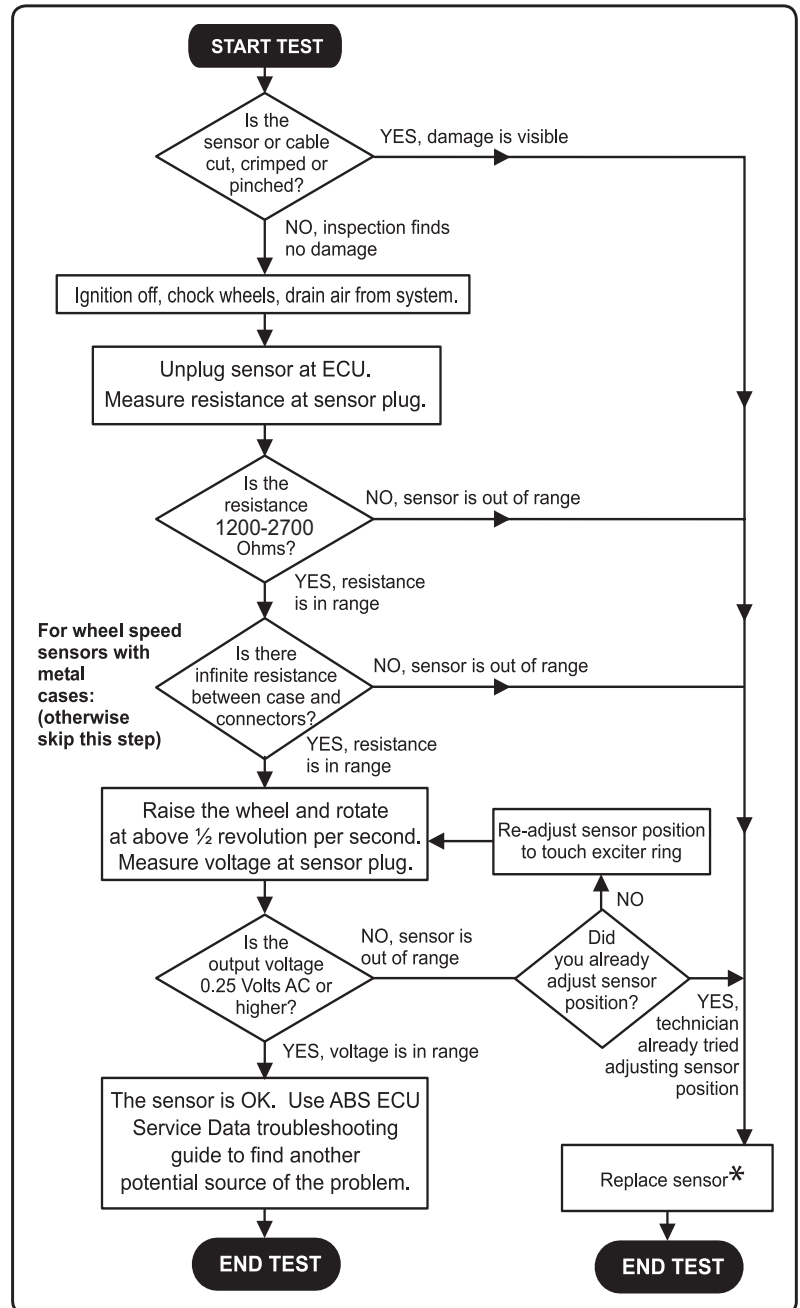 START TEST
Is the
sensor or cable
cut, crimped or
pinched?
YES, damage is visible
NO, inspection finds
no damage
Ignition off, chock wheels, drain air from system.
Unplug sensor at ECU.
Measure resistance at sensor plug.
Is the
resistance
1200-2700
Ohms?
NO, sensor is out of range
YES, resistance
is in range
For wheel speed
sensors with
metal
cases:
(otherwise
skip this step)
Is there
infinite resistance
between case and
connectors?
NO, sensor is out of range
YES, resistance
is in range
Raise the wheel and rotate
at above ½ revolution per second.
Measure voltage at sensor plug.
Re-adjust sensor position
to touch exciter ring
NO
Is the
output voltage
0.25 Volts AC or
higher?
NO, sensor is
out of range
Did
you already
adjust sensor
position?
YES,
technician
already tried
adjusting sensor
position
YES, voltage is in range
The sensor is OK. Use ABS ECU
Service Data troubleshooting
guide to find another
potential source of the problem.
Replace sensor*
END TEST
END TEST